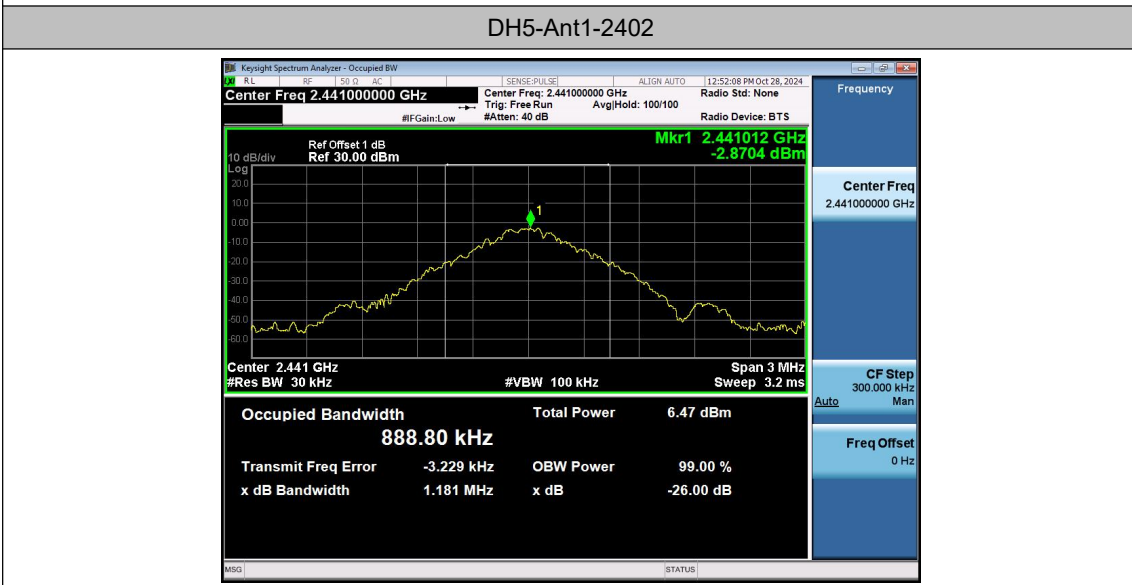 DH5-Ant1-2402
Keysight Spectrum Analyzer - Occupied BW
RL RF 50 Ω AC SENSE:PULSE ALIGN AUTO 12:52:08 PM Oct 28, 2024
Center Freq 2.441000000 GHz Center Freq: 2.441000000 GHz Radio Std: None
Trig: Free Run Avg|Hold: 100/100
#IFGain:Low #Atten: 40 dB Radio Device: BTS
Frequency
Mkr1 2.441012 GHz
-2.8704 dBm
Ref Offset 1 dB
10 dB/div Ref 30.00 dBm
Log
20.0
10.0
0.00
-10.0
-20.0
-30.0
-40.0
-50.0
-60.0
1
Center 2.441 GHz Span 3 MHz
#Res BW 30 kHz #VBW 100 kHz Sweep 3.2 ms
Occupied Bandwidth Total Power 6.47 dBm
888.80 kHz
Transmit Freq Error -3.229 kHz OBW Power 99.00 %
x dB Bandwidth 1.181 MHz x dB -26.00 dB
Center Freq
2.441000000 GHz
CF Step
300.000 kHz
Auto Man
Freq Offset
0 Hz
MSG STATUS